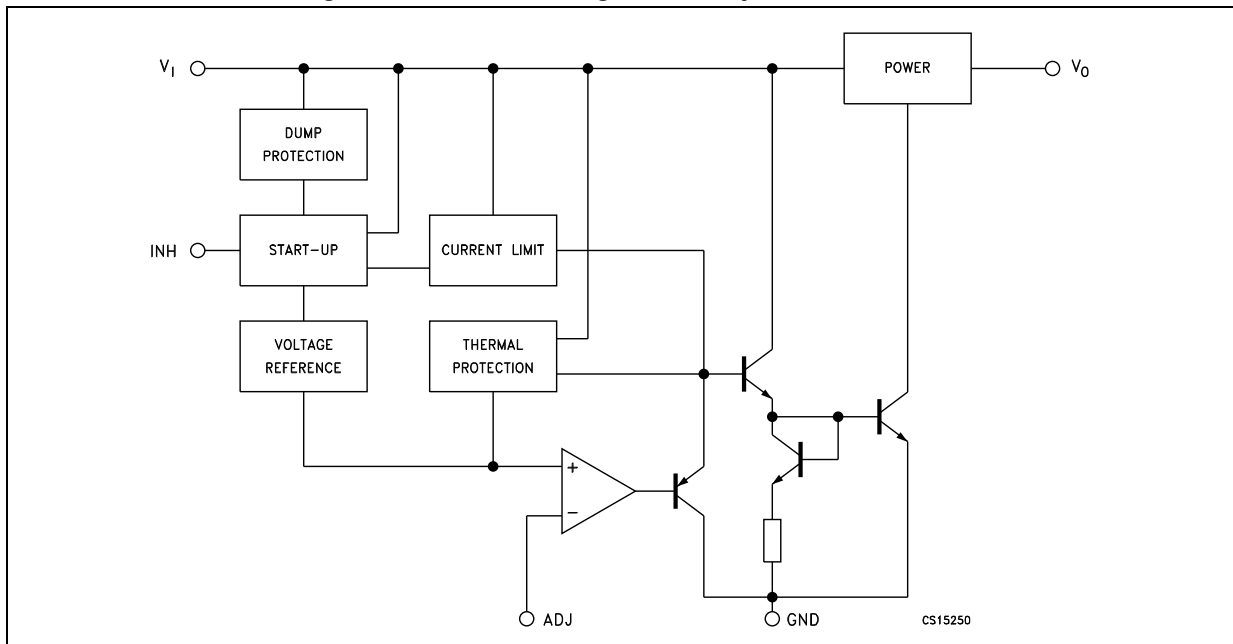 V_I
POWER
V_O
DUMP
PROTECTION
INH
START-UP
CURRENT LIMIT
VOLTAGE
REFERENCE
THERMAL
PROTECTION
+
−
ADJ
GND
CS15250